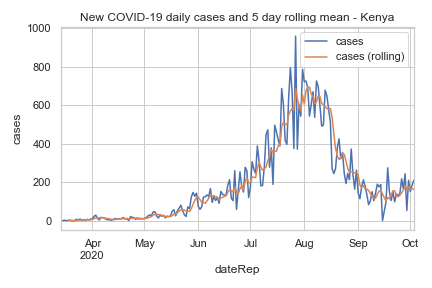 New COVID-19 daily cases and 5 day rolling mean - Kenya
cases
cases (rolling)
1000
800
600
400
200
0
cases
Apr
2020
May
Jun
Jul
Aug
Sep
Oct
dateRep